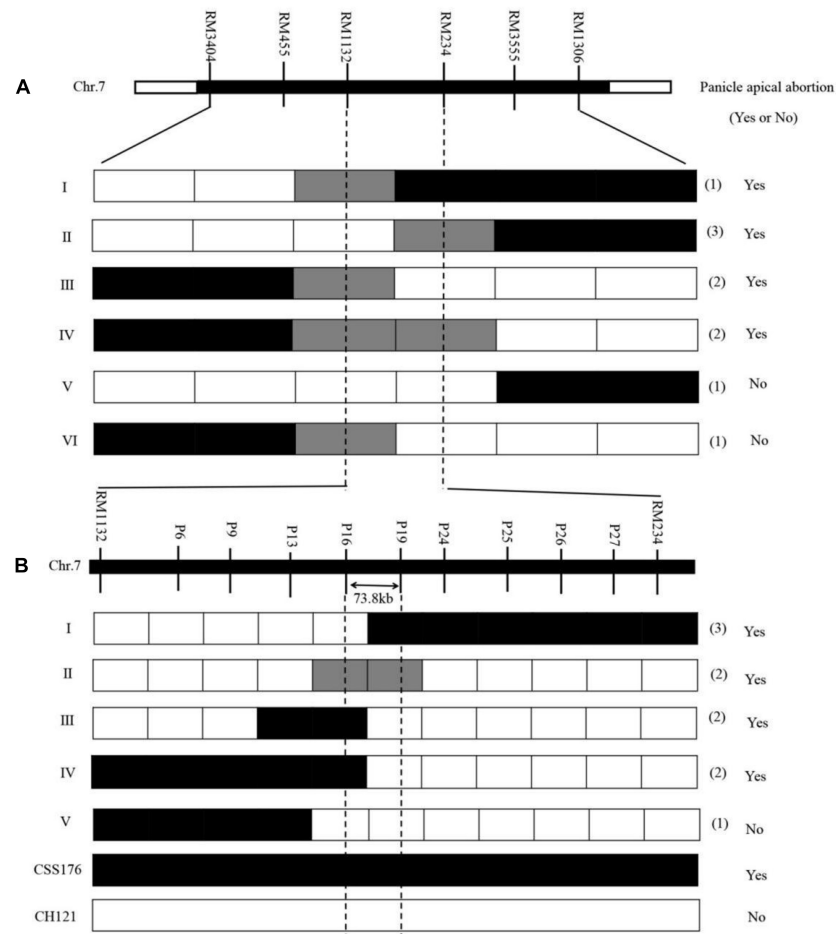 RM3404 RM455 RM1132 RM234 RM3555 RM1306
A Chr.7 Panicle apical abortion
(Yes or No)
I (1) Yes
II (3) Yes
III (2) Yes
IV (2) Yes
V (1) No
VI (1) No
RM1132 P6 P9 P13 P16 P19 P24 P25 P26 P27 RM234
B Chr.7
73.8kb
I (3) Yes
II (2) Yes
III (2) Yes
IV (2) Yes
V (1) No
CSS176 Yes
CH121 No